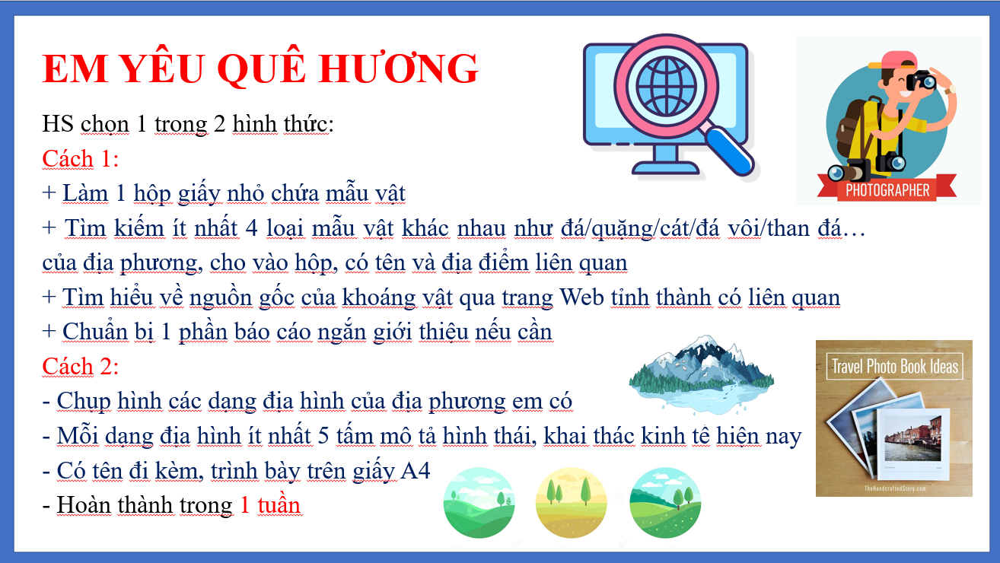 EM YÊU QUÊ HƯƠNG
HS chọn 1 trong 2 hình thức:
Cách 1:
+ Làm 1 hộp giấy nhỏ chứa mẫu vật
+ Tìm kiếm ít nhất 4 loại mẫu vật khác nhau như đá/quặng/cát/đá vôi/than đá…
của địa phương, cho vào hộp, có tên và địa điểm liên quan
+ Tìm hiểu về nguồn gốc của khoáng vật qua trang Web tỉnh thành có liên quan
+ Chuẩn bị 1 phần báo cáo ngắn giới thiệu nếu cần
Cách 2:
- Chụp hình các dạng địa hình của địa phương em có
- Mỗi dạng địa hình ít nhất 5 tấm mô tả hình thái, khai thác kinh tế hiện nay
- Có tên đi kèm, trình bày trên giấy A4
- Hoàn thành trong 1 tuần
PHOTOGRAPHER
Travel Photo Book Ideas
TheHandcraftedStory.com